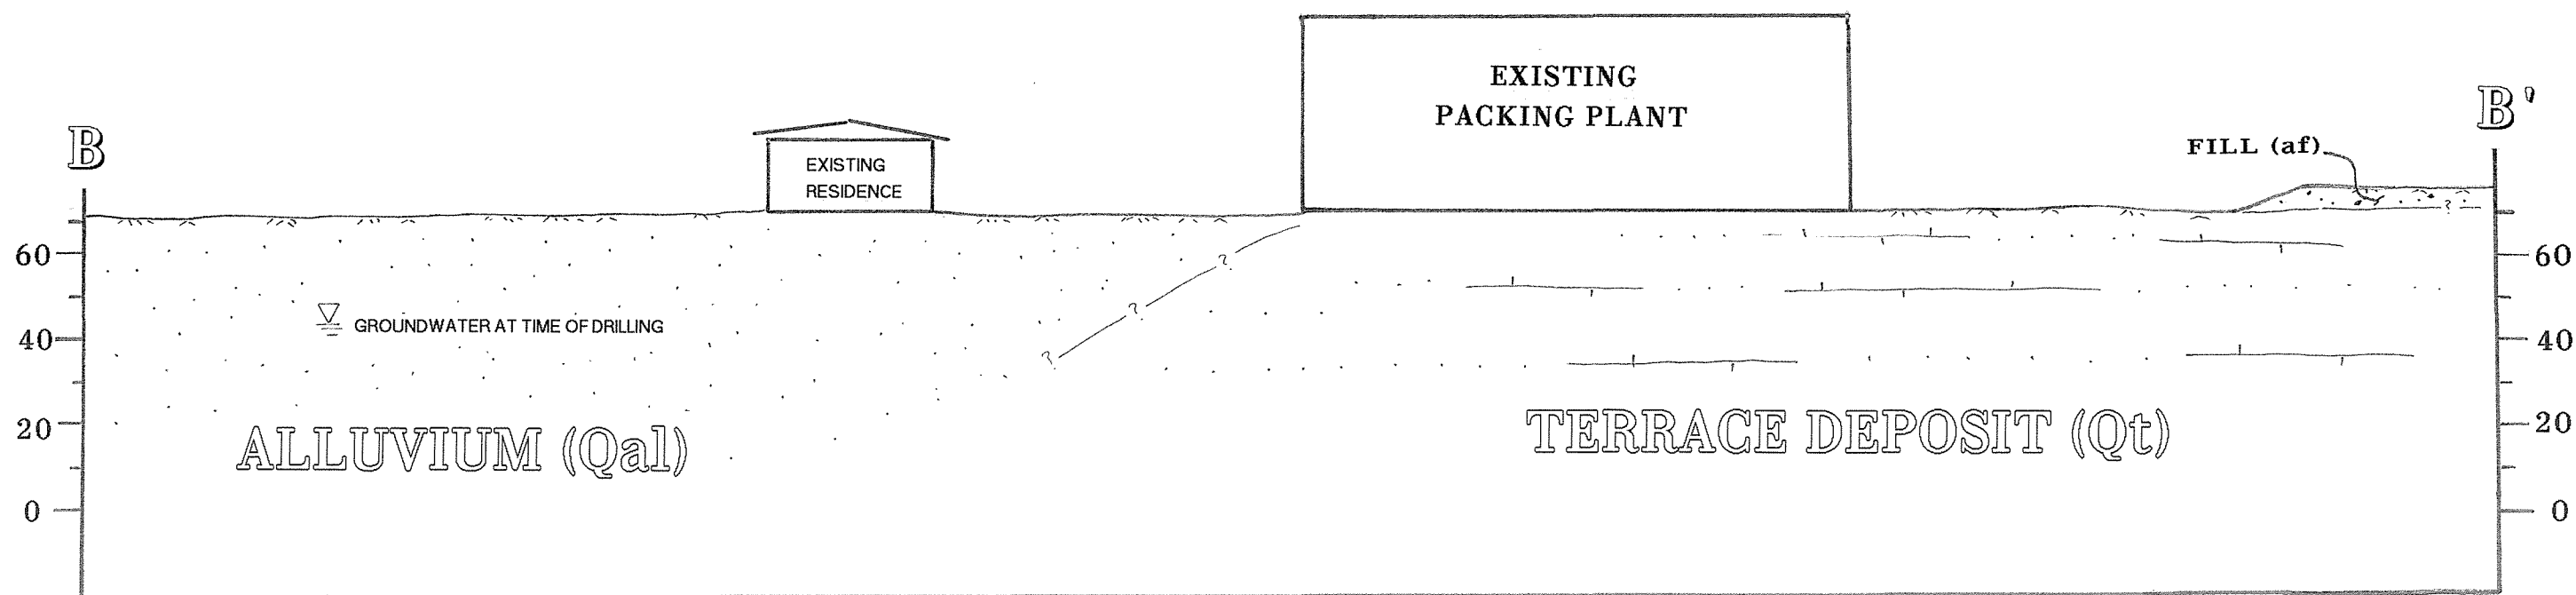 EXISTING
PACKING PLANT
B
B'
FILL (af)
EXISTING
RESIDENCE
?
60
60
?
?
GROUNDWATER AT TIME OF DRILLING
40
40
?
20
20
ALLUVIUM (Qal)
TERRACE DEPOSIT (Qt)
0
0